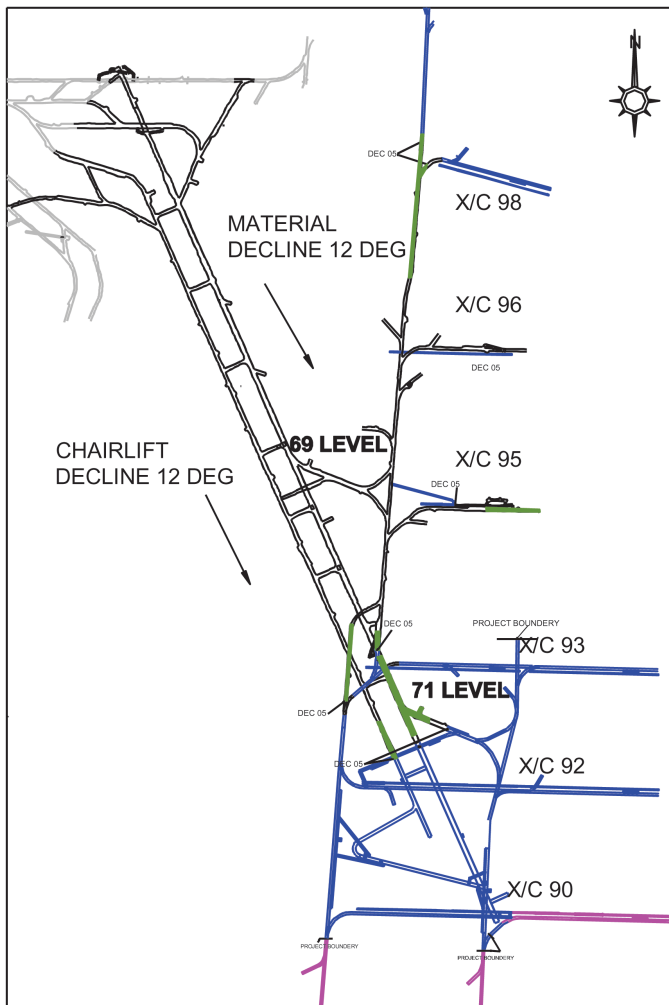 N
DEC 05
X/C 98
MATERIAL
DECLINE 12 DEG
X/C 96
DEC 05
69 LEVEL
CHAIRLIFT
DECLINE 12 DEG
X/C 95
DEC 05
DEC 05
PROJECT BOUNDERY
X/C 93
71 LEVEL
DEC 05
DEC 05
X/C 92
X/C 90
PROJECT BOUNDERY
PROJECT BOUNDERY